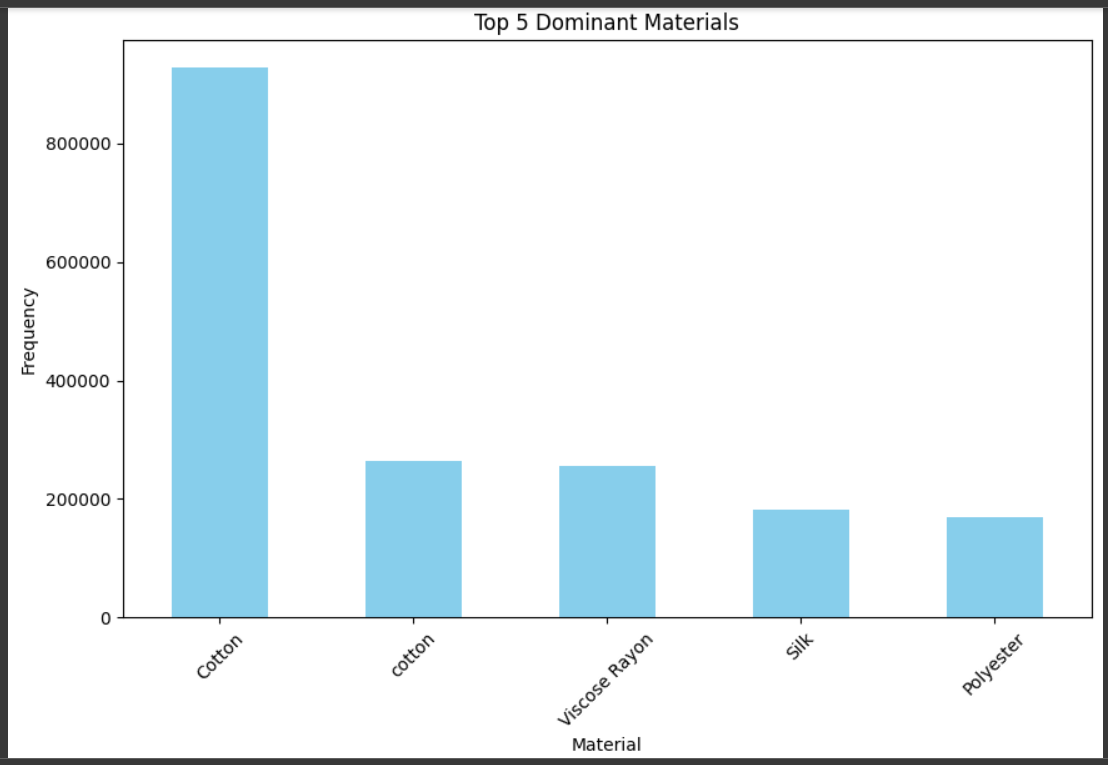 Top 5 Dominant Materials
800000
600000
400000
200000
0
Frequency
Cotton
cotton
Viscose Rayon
Silk
Polyester
Material